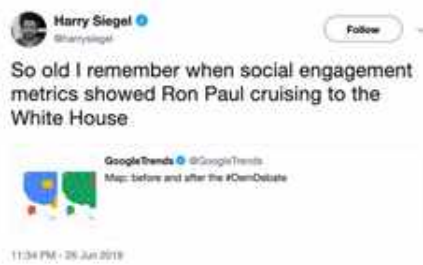 Harry Siegel
@harrysiegel
Follow
So old I remember when social engagement
metrics showed Ron Paul cruising to the
White House
GoogleTrends @GoogleTrends
Map: before and after the #DemDebate
11:34 PM - 26 Jun 2019